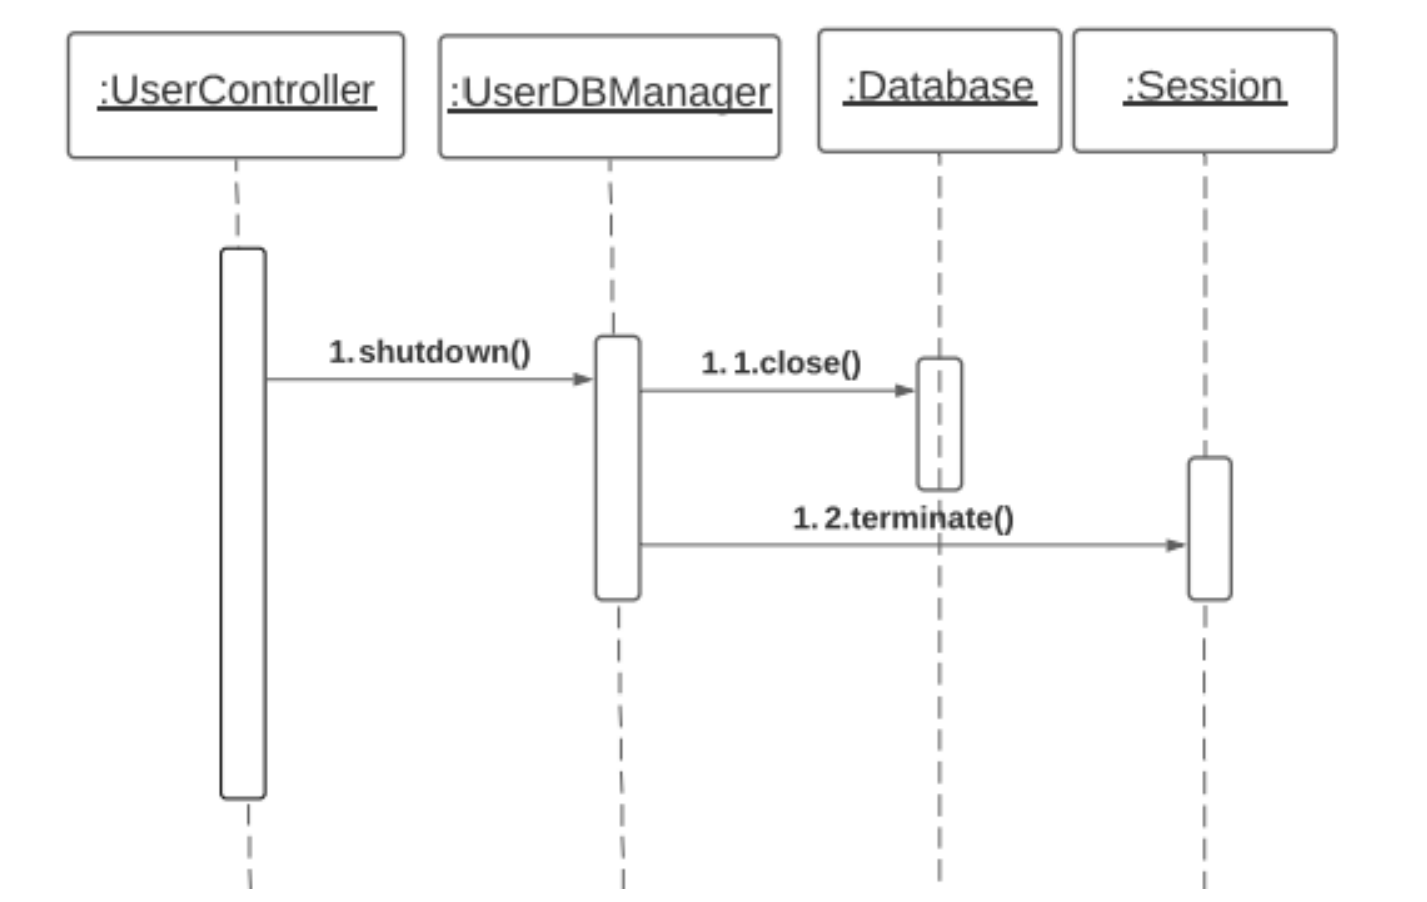 :UserController
:UserDBManager
:Database
:Session
1. shutdown()
1. 1.close()
1. 2.terminate()